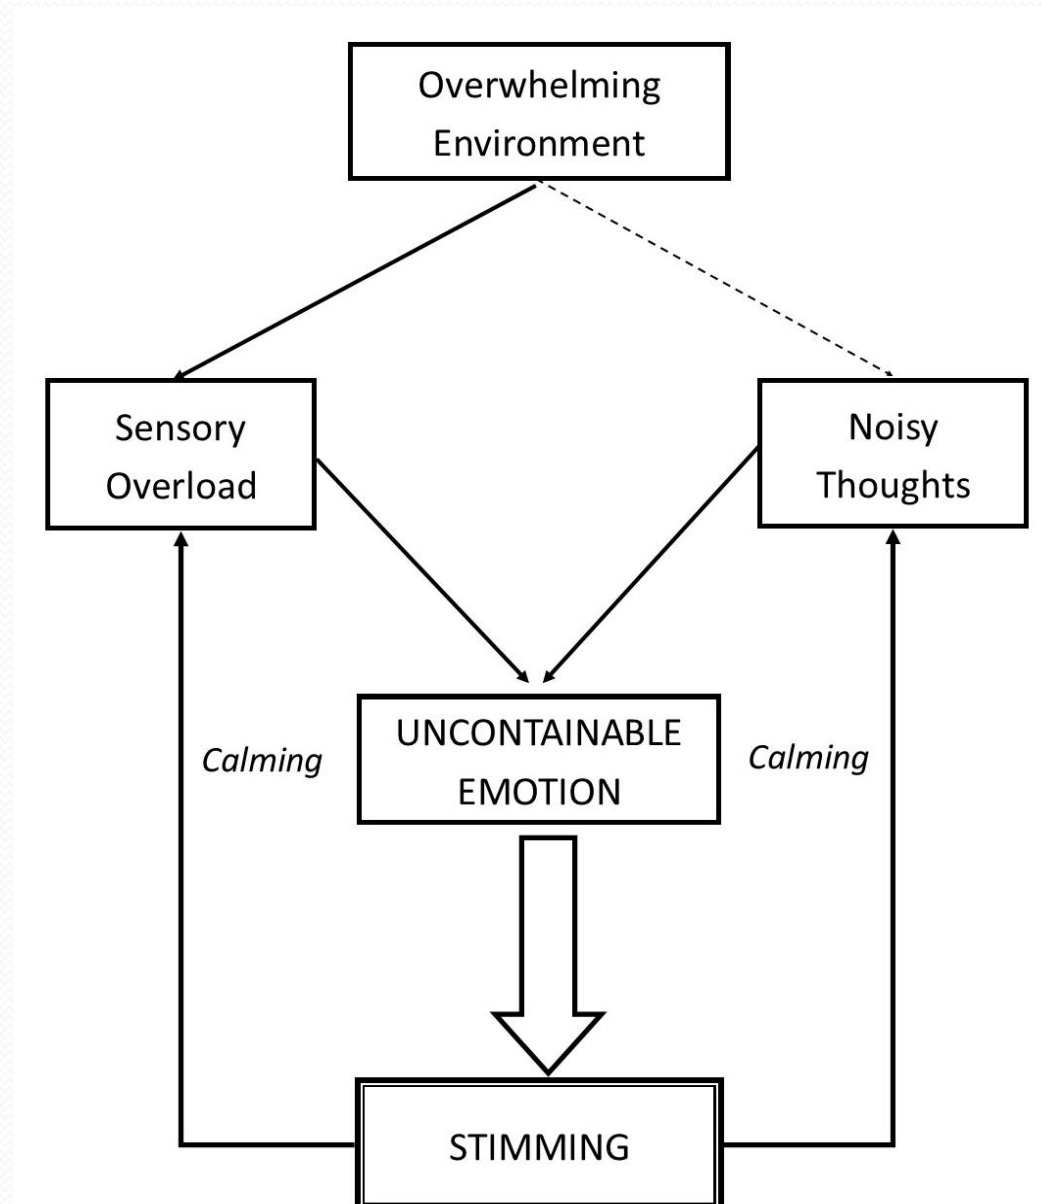 Overwhelming
Environment
Sensory
Overload
Noisy
Thoughts
UNCONTAINABLE
EMOTION
Calming
Calming
STIMMING